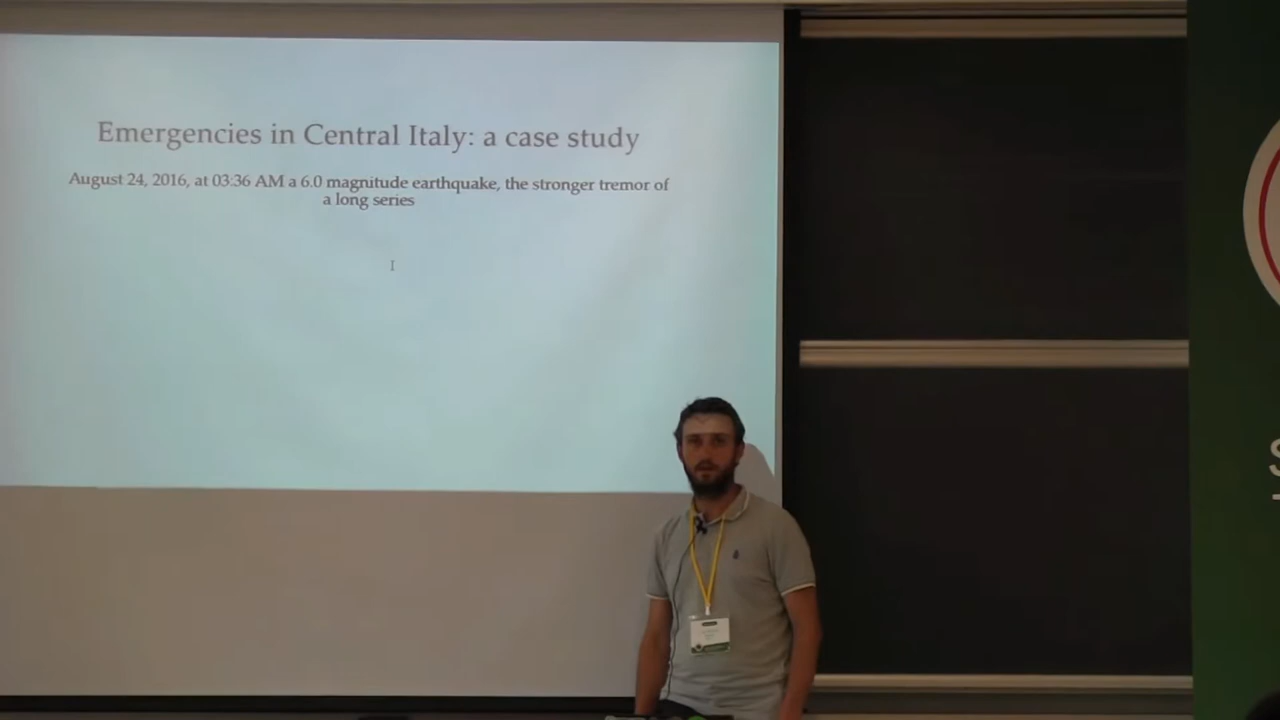 Emergencies in Central Italy: a case study
August 24, 2016, at 03:36 AM a 6.0 magnitude earthquake, the stronger tremor of
a long series
S